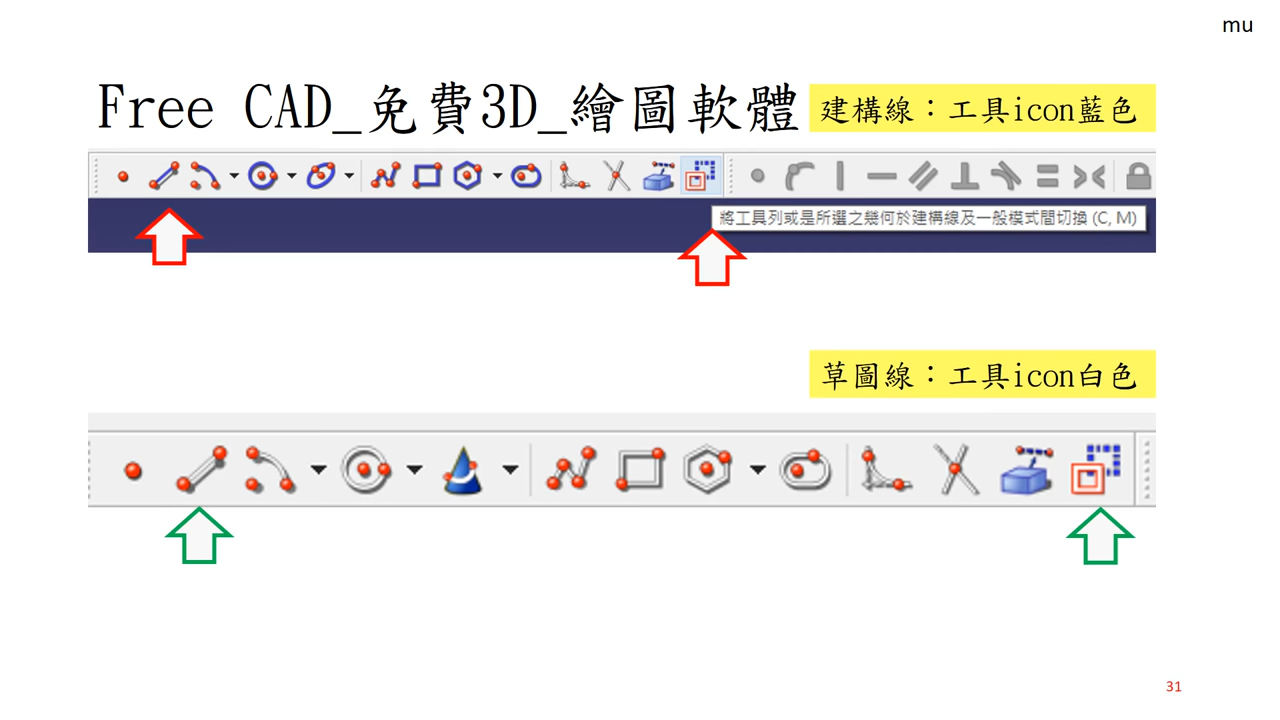 mu
Free CAD_免費3D_繪圖軟體
建構線：工具icon藍色
將工具列或是所選之幾何於建構線及一般模式間切換 (C, M)
草圖線：工具icon白色
31